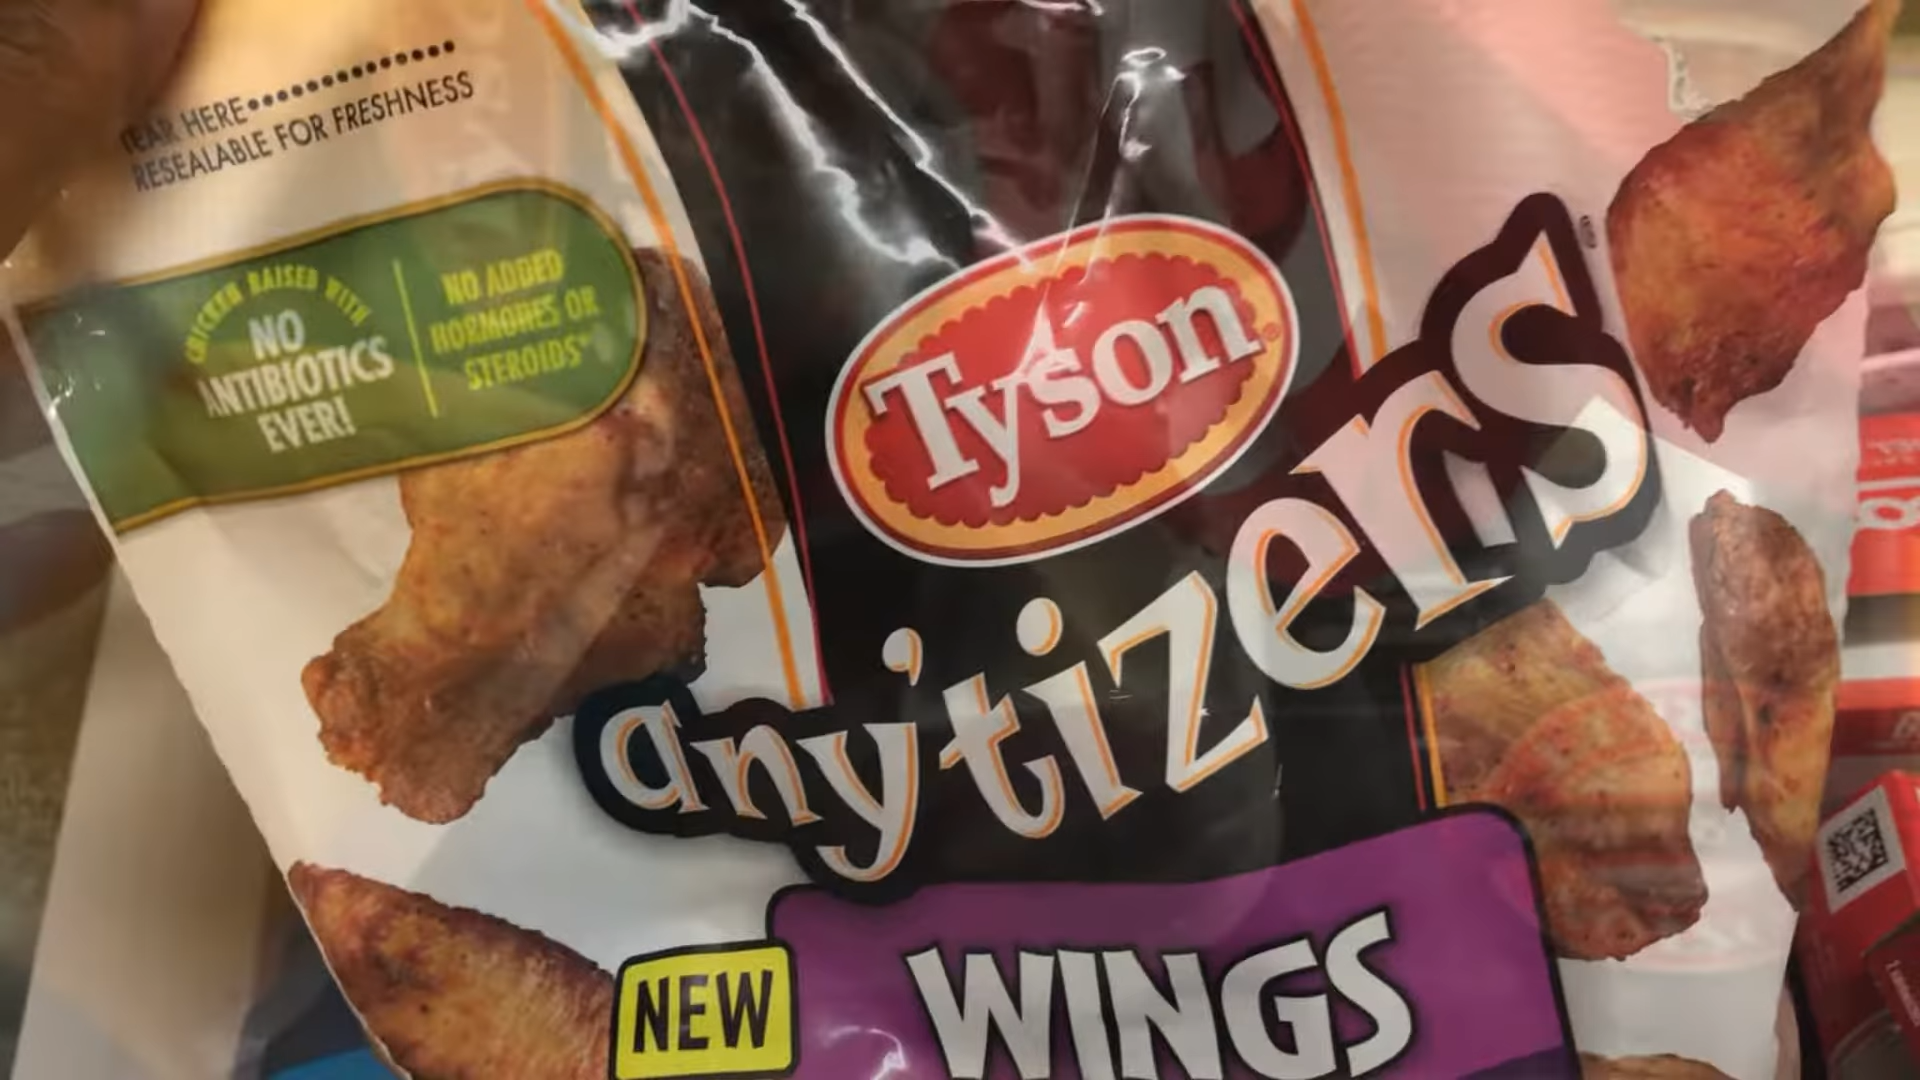 TEAR HERE
RESEALABLE FOR FRESHNESS
CHICKEN RAISED WITH
NO
ANTIBIOTICS
EVER!
NO ADDED
HORMONES OR
STEROIDS*
Tyson®
any'tizers®
NEW
WINGS